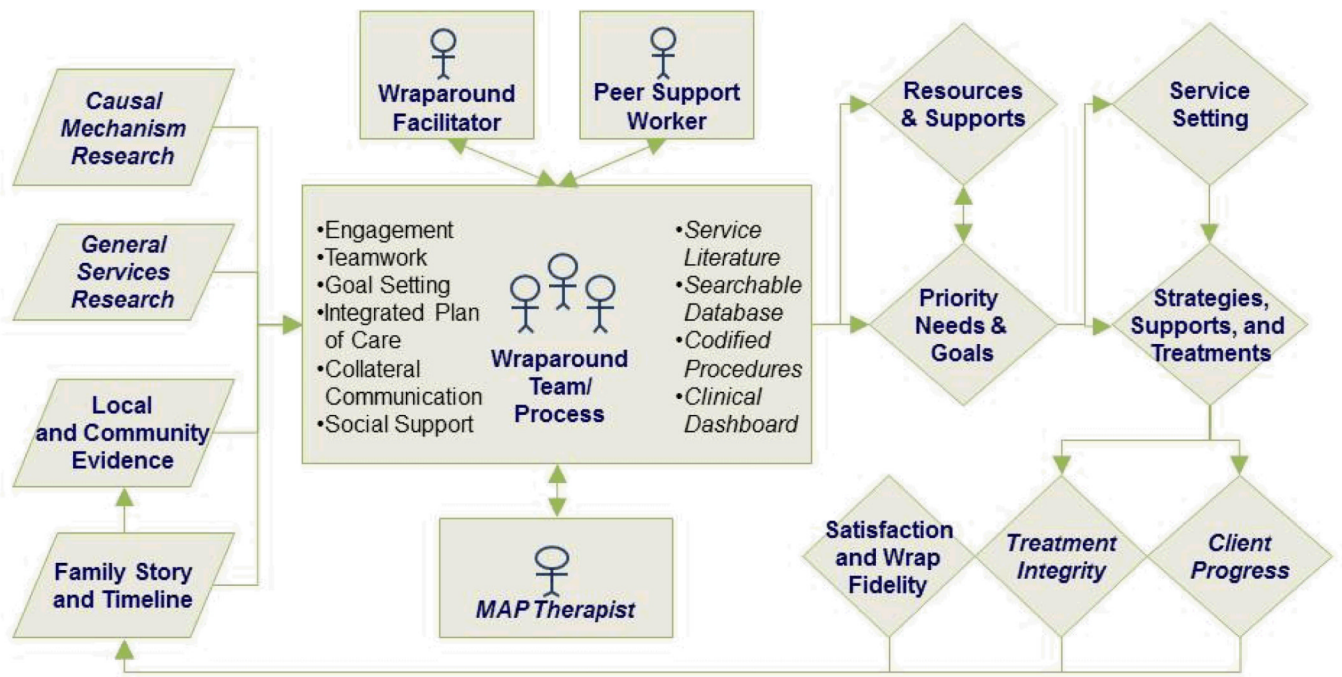 Causal
Mechanism
Research
General
Services
Research
Local
and Community
Evidence
Family Story
and Timeline
Wraparound
Facilitator
Peer Support
Worker
•Engagement
•Teamwork
•Goal Setting
•Integrated Plan
of Care
•Collateral
Communication
•Social Support
Wraparound
Team/
Process
•Service
Literature
•Searchable
Database
•Codified
Procedures
•Clinical
Dashboard
MAP Therapist
Resources
& Supports
Service
Setting
Priority
Needs &
Goals
Strategies,
Supports, and
Treatments
Satisfaction
and Wrap
Fidelity
Treatment
Integrity
Client
Progress